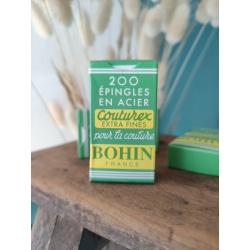 200
ÉPINGLES
EN ACIER
Couturex
EXTRA FINES
pour la couture
BOHIN
FRANCE